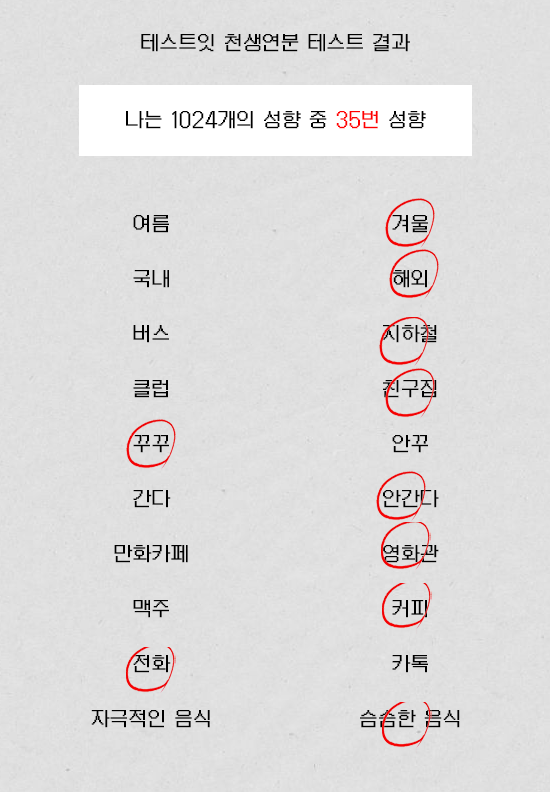 테스트잇 천생연분 테스트 결과
나는 1024개의 성향 중 35번 성향
여름 겨울
국내 해외
버스 지하철
클럽 친구집
꾸꾸 안꾸
간다 안간다
만화카페 영화관
맥주 커피
전화 카톡
자극적인 음식 슴슴한 음식